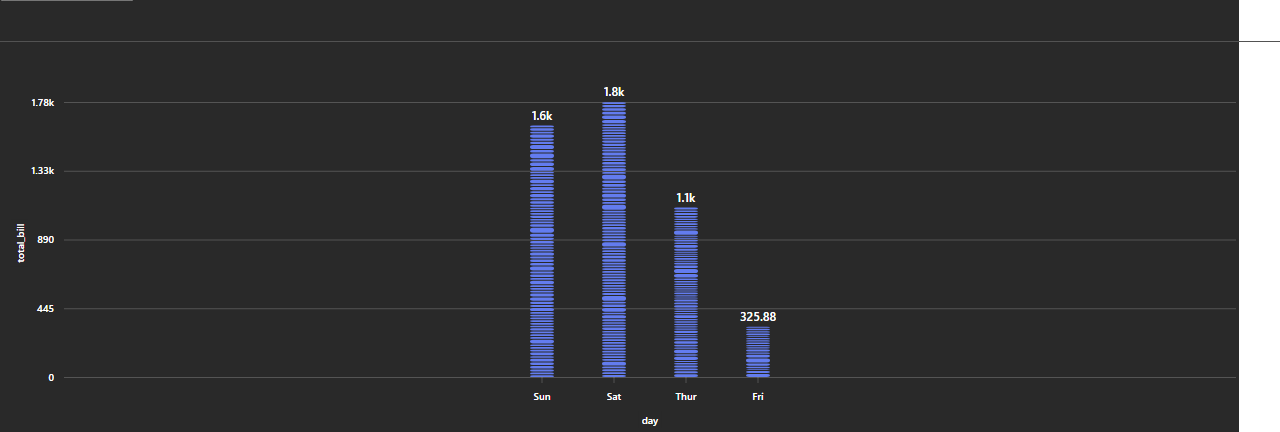 1.8k
1.78k
1.6k
1.33k
1.1k
total_bill
890
445
325.88
0
Sun Sat Thur Fri
day